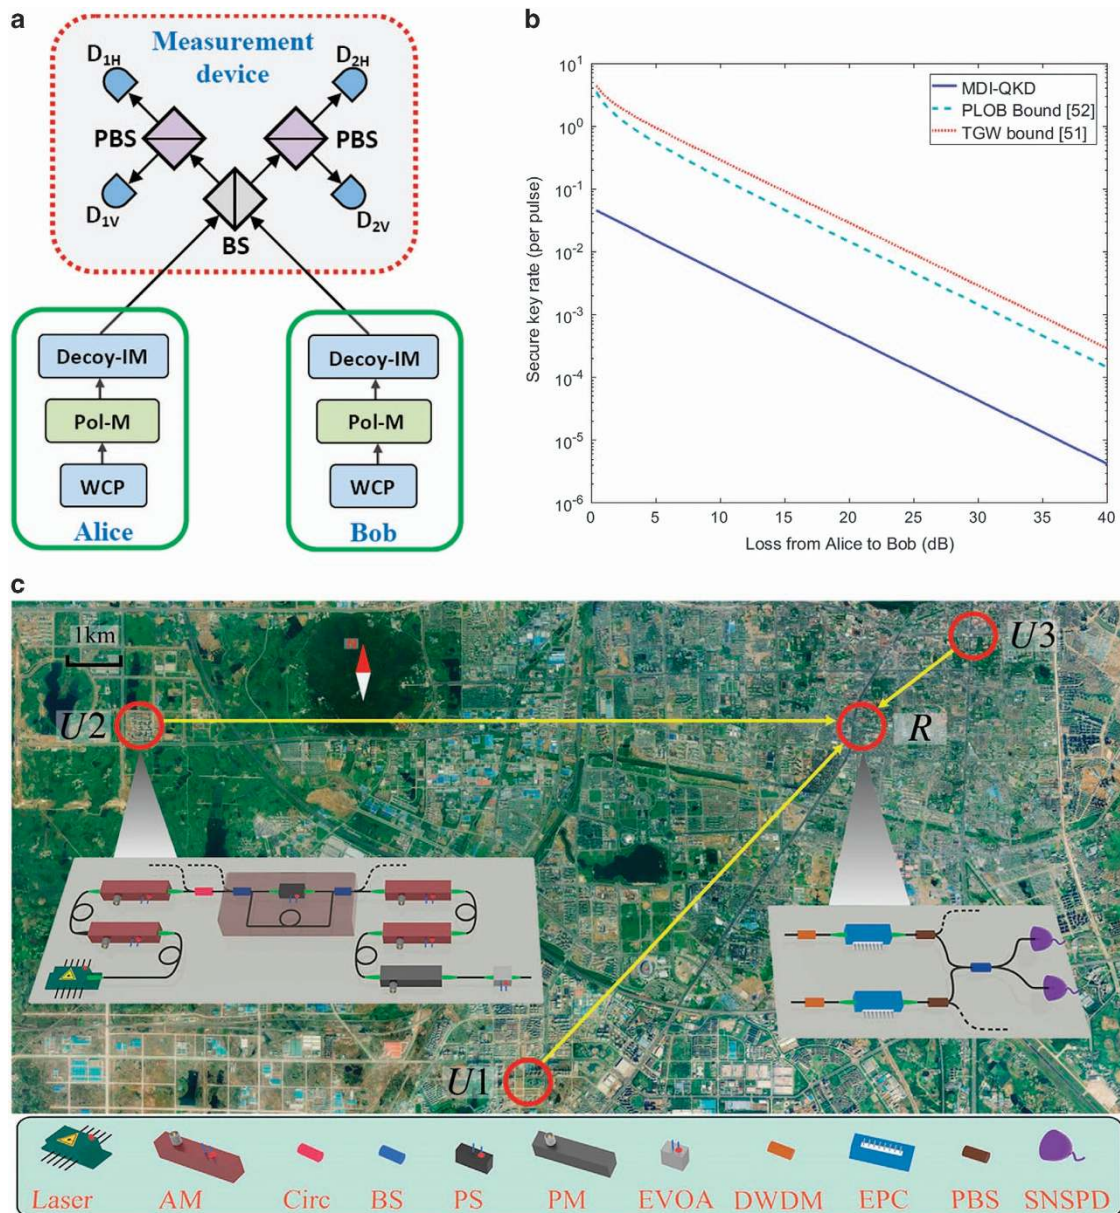 a
Measurement
device
D1H
D2H
PBS
PBS
D1V
D2V
BS
Decoy-IM
Pol-M
WCP
Alice
Decoy-IM
Pol-M
WCP
Bob
b
MDI-QKD
PLOB Bound [52]
TGW bound [51]
Secure key rate (per pulse)
10^1
10^0
10^-1
10^-2
10^-3
10^-4
10^-5
10^-6
0 5 10 15 20 25 30 35 40
Loss from Alice to Bob (dB)
c
1km
U3
U2
R
U1
Laser AM Circ BS PS PM EVOA DWDM EPC PBS SNSPD